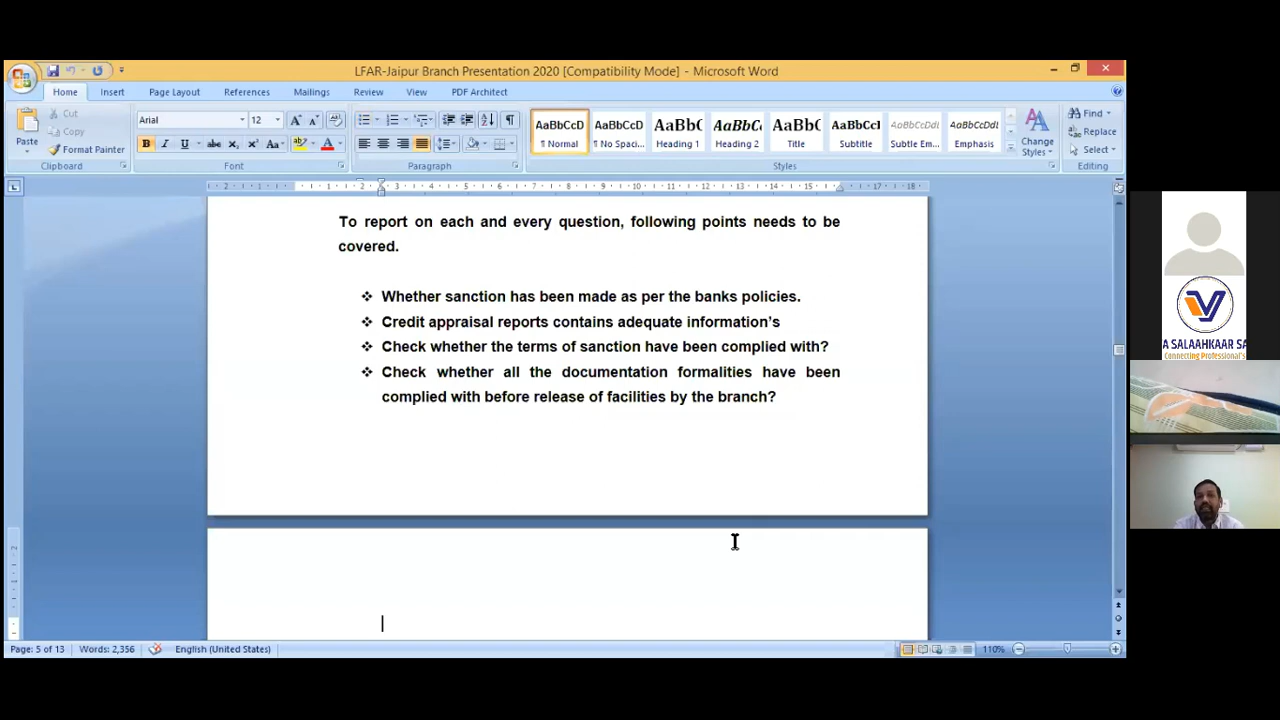 LFAR-Jaipur Branch Presentation 2020 [Compatibility Mode] - Microsoft Word
Home Insert Page Layout References Mailings Review View PDF Architect
Paste
Cut
Copy
Format Painter
Clipboard
Arial 12
Font
Paragraph
AaBbCcD AaBbCcD AaBbC AaBbCc AaBbC AaBbCcI AaBbCcDdI AaBbCcDdI
¶ Normal ¶ No Spaci... Heading 1 Heading 2 Title Subtitle Subtle Em... Emphasis
Change
Styles
Styles
Find
Replace
Select
Editing
To report on each and every question, following points needs to be
covered.
❖ Whether sanction has been made as per the banks policies.
❖ Credit appraisal reports contains adequate information's
❖ Check whether the terms of sanction have been complied with?
❖ Check whether all the documentation formalities have been
complied with before release of facilities by the branch?
A SALAAHKAAR SA
Connecting Professional's
Page: 5 of 13 Words: 2,356 English (United States) 110%